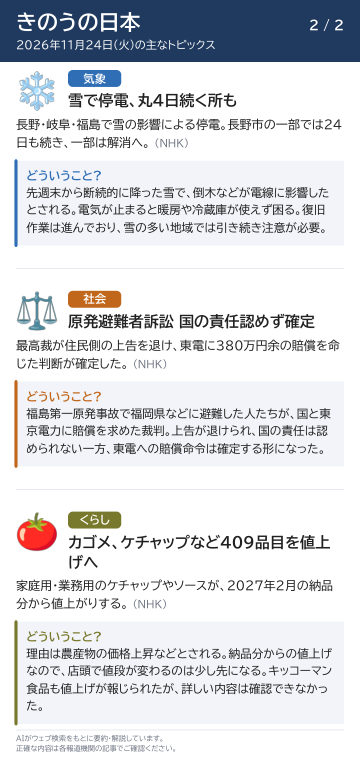 きのうの日本
2 / 2
2026年11月24日(火)の主なトピックス
気象
雪で停電、丸4日続く所も
長野・岐阜・福島で雪の影響による停電。長野市の一部では24
日も続き、一部は解消へ。（NHK）
どういうこと?
先週末から断続的に降った雪で、倒木などが電線に影響した
とされる。電気が止まると暖房や冷蔵庫が使えず困る。復旧
作業は進んでおり、雪の多い地域では引き続き注意が必要。
社会
原発避難者訴訟 国の責任認めず確定
最高裁が住民側の上告を退け、東電に380万円余の賠償を命
じた判断が確定した。（NHK）
どういうこと?
福島第一原発事故で福岡県などに避難した人たちが、国と東
京電力に賠償を求めた裁判。上告が退けられ、国の責任は認
められない一方、東電への賠償命令は確定する形になった。
くらし
カゴメ、ケチャップなど409品目を値上
げへ
家庭用・業務用のケチャップやソースが、2027年2月の納品
分から値上がりする。（NHK）
どういうこと?
理由は農産物の価格上昇などとされる。納品分からの値上げ
なので、店頭で値段が変わるのは少し先になる。キッコーマン
食品も値上げが報じられたが、詳しい内容は確認できなかっ
た。
AIがウェブ検索をもとに要約・解説しています。
正確な内容は各報道機関の記事でご確認ください。